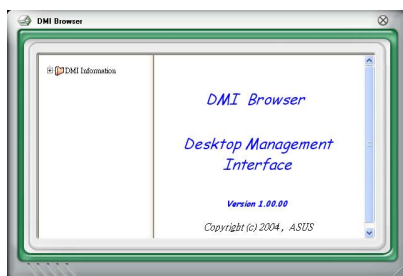 DMI Browser
DMI Information
DMI Browser
Desktop Management
Interface
Version 1.00.00
Copyright (c) 2004, ASUS